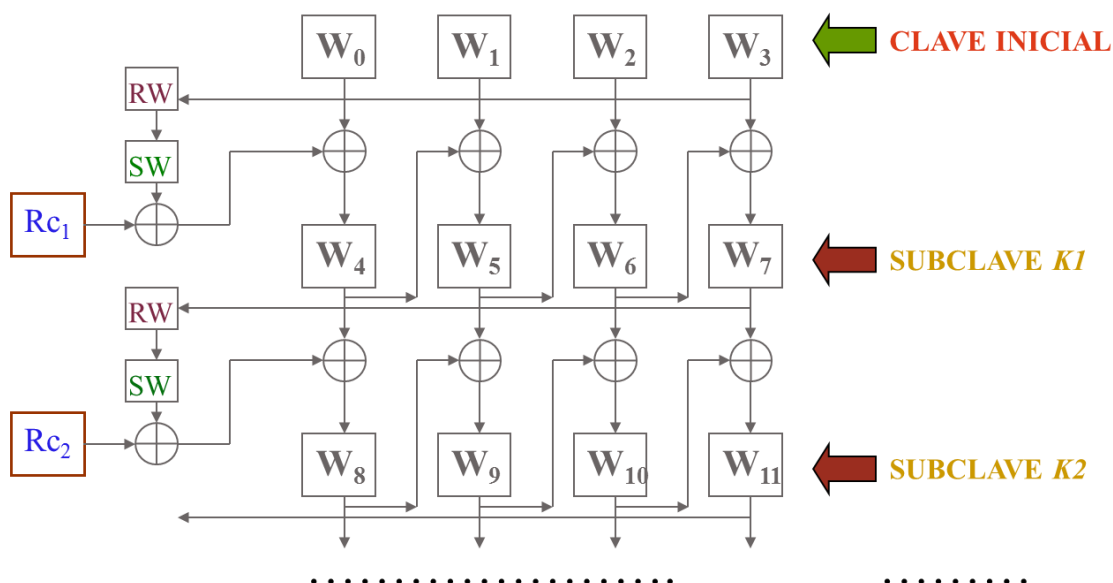 W0 W1 W2 W3 CLAVE INICIAL
RW
SW
Rc1
W4 W5 W6 W7 SUBCLAVE K1
RW
SW
Rc2
W8 W9 W10 W11 SUBCLAVE K2